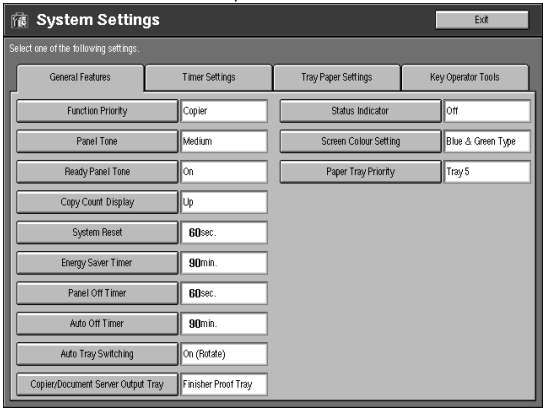 System Settings
Exit
Select one of the following settings.
General Features
Timer Settings
Tray Paper Settings
Key Operator Tools
Function Priority
Copier
Panel Tone
Medium
Ready Panel Tone
On
Copy Count Display
Up
System Reset
60sec.
Energy Saver Timer
90min.
Panel Off Timer
60sec.
Auto Off Timer
90min.
Auto Tray Switching
On (Rotate)
Copier/Document Server Output Tray
Finisher Proof Tray
Status Indicator
Off
Screen Colour Setting
Blue & Green Type
Paper Tray Priority
Tray 5